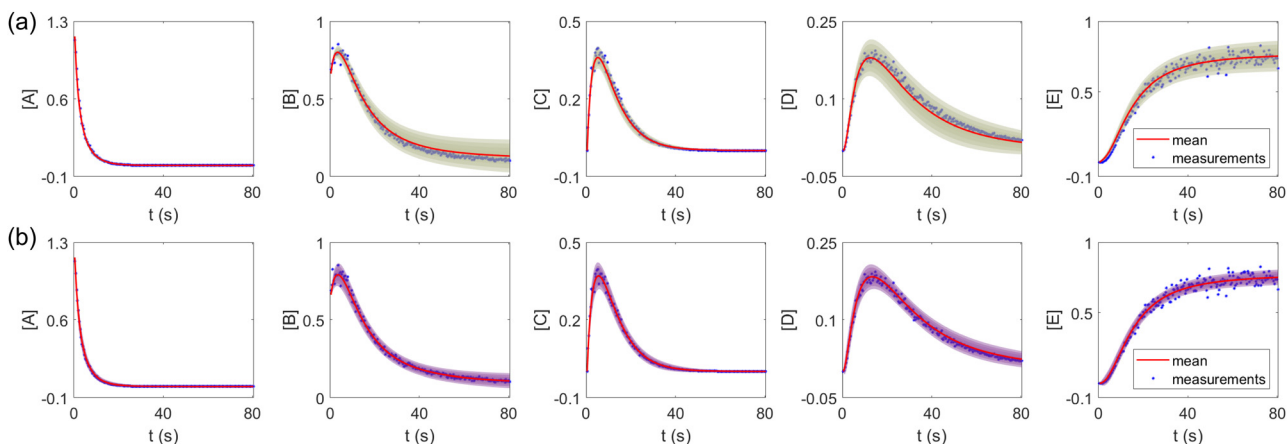 (a)
1.3
0.6
-0.1
[A]
0
40
80
t (s)
1
0.5
0
[B]
0
40
80
t (s)
0.5
0.2
-0.1
[C]
0
40
80
t (s)
0.25
0.1
-0.05
[D]
0
40
80
t (s)
1
0.5
-0.1
[E]
mean
measurements
0
40
80
t (s)
(b)
1.3
0.6
-0.1
[A]
0
40
80
t (s)
1
0.5
0
[B]
0
40
80
t (s)
0.5
0.2
-0.1
[C]
0
40
80
t (s)
0.25
0.1
-0.05
[D]
0
40
80
t (s)
1
0.5
-0.1
[E]
mean
measurements
0
40
80
t (s)